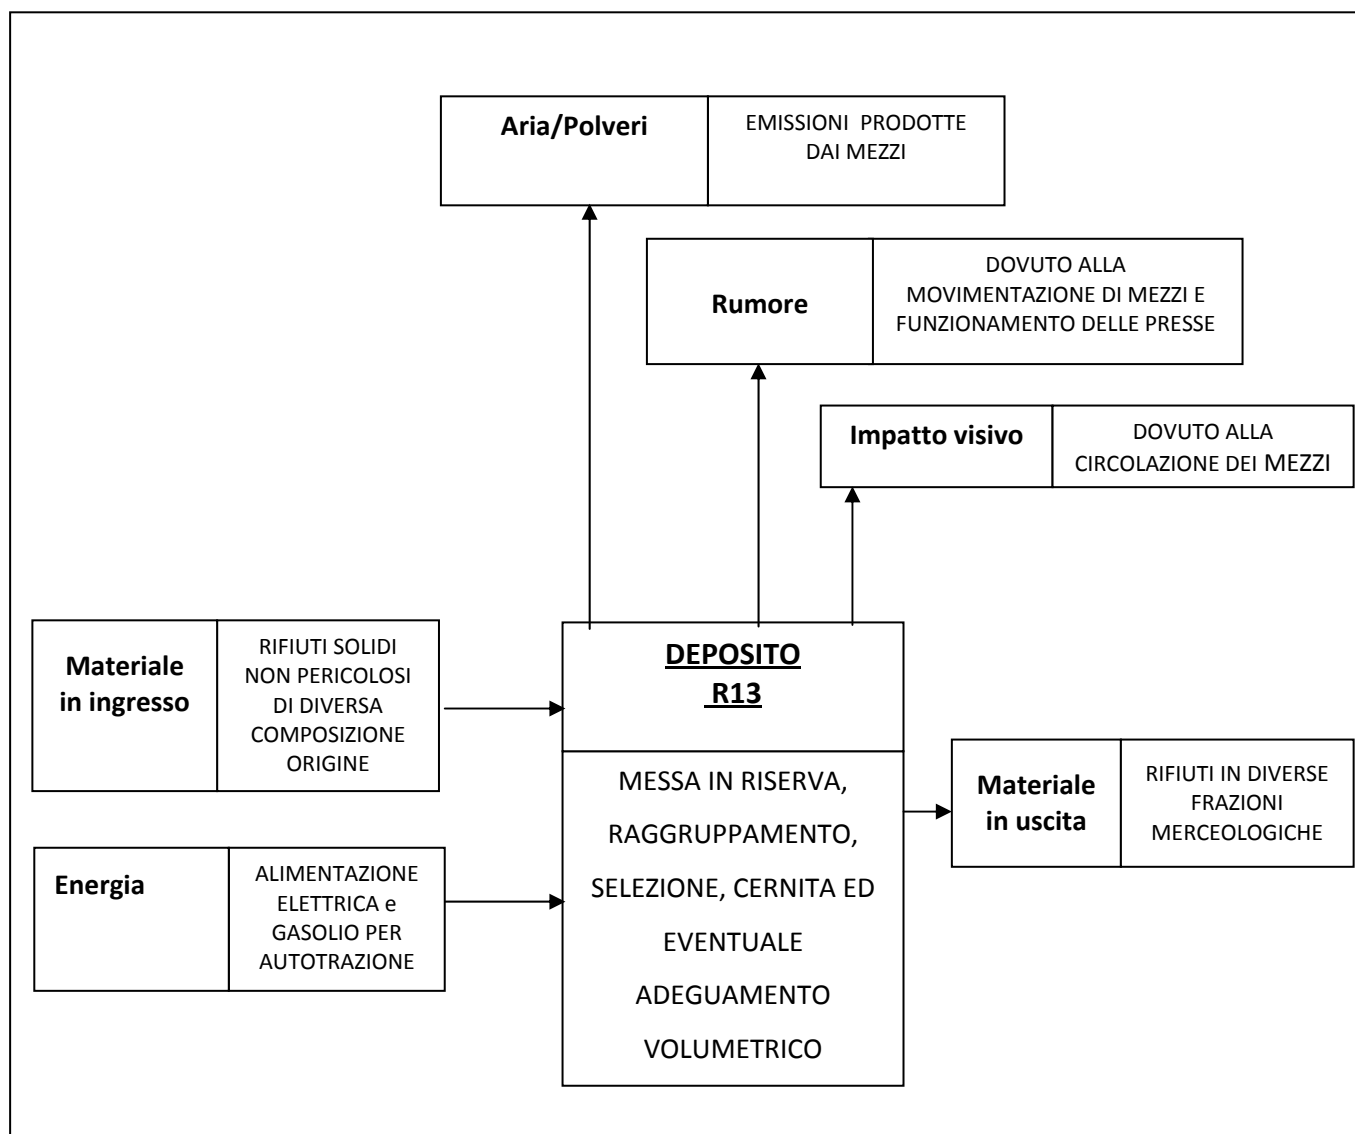 Aria/Polveri
EMISSIONI PRODOTTE
DAI MEZZI
Rumore
DOVUTO ALLA
MOVIMENTAZIONE DI MEZZI E
FUNZIONAMENTO DELLE PRESSE
Impatto visivo
DOVUTO ALLA
CIRCOLAZIONE DEI MEZZI
Materiale
in ingresso
RIFIUTI SOLIDI
NON PERICOLOSI
DI DIVERSA
COMPOSIZIONE
ORIGINE
DEPOSITO
R13
MESSA IN RISERVA,
RAGGRUPPAMENTO,
SELEZIONE, CERNITA ED
EVENTUALE
ADEGUAMENTO
VOLUMETRICO
Materiale
in uscita
RIFIUTI IN DIVERSE
FRAZIONI
MERCEOLOGICHE
Energia
ALIMENTAZIONE
ELETTRICA e
GASOLIO PER
AUTOTRAZIONE